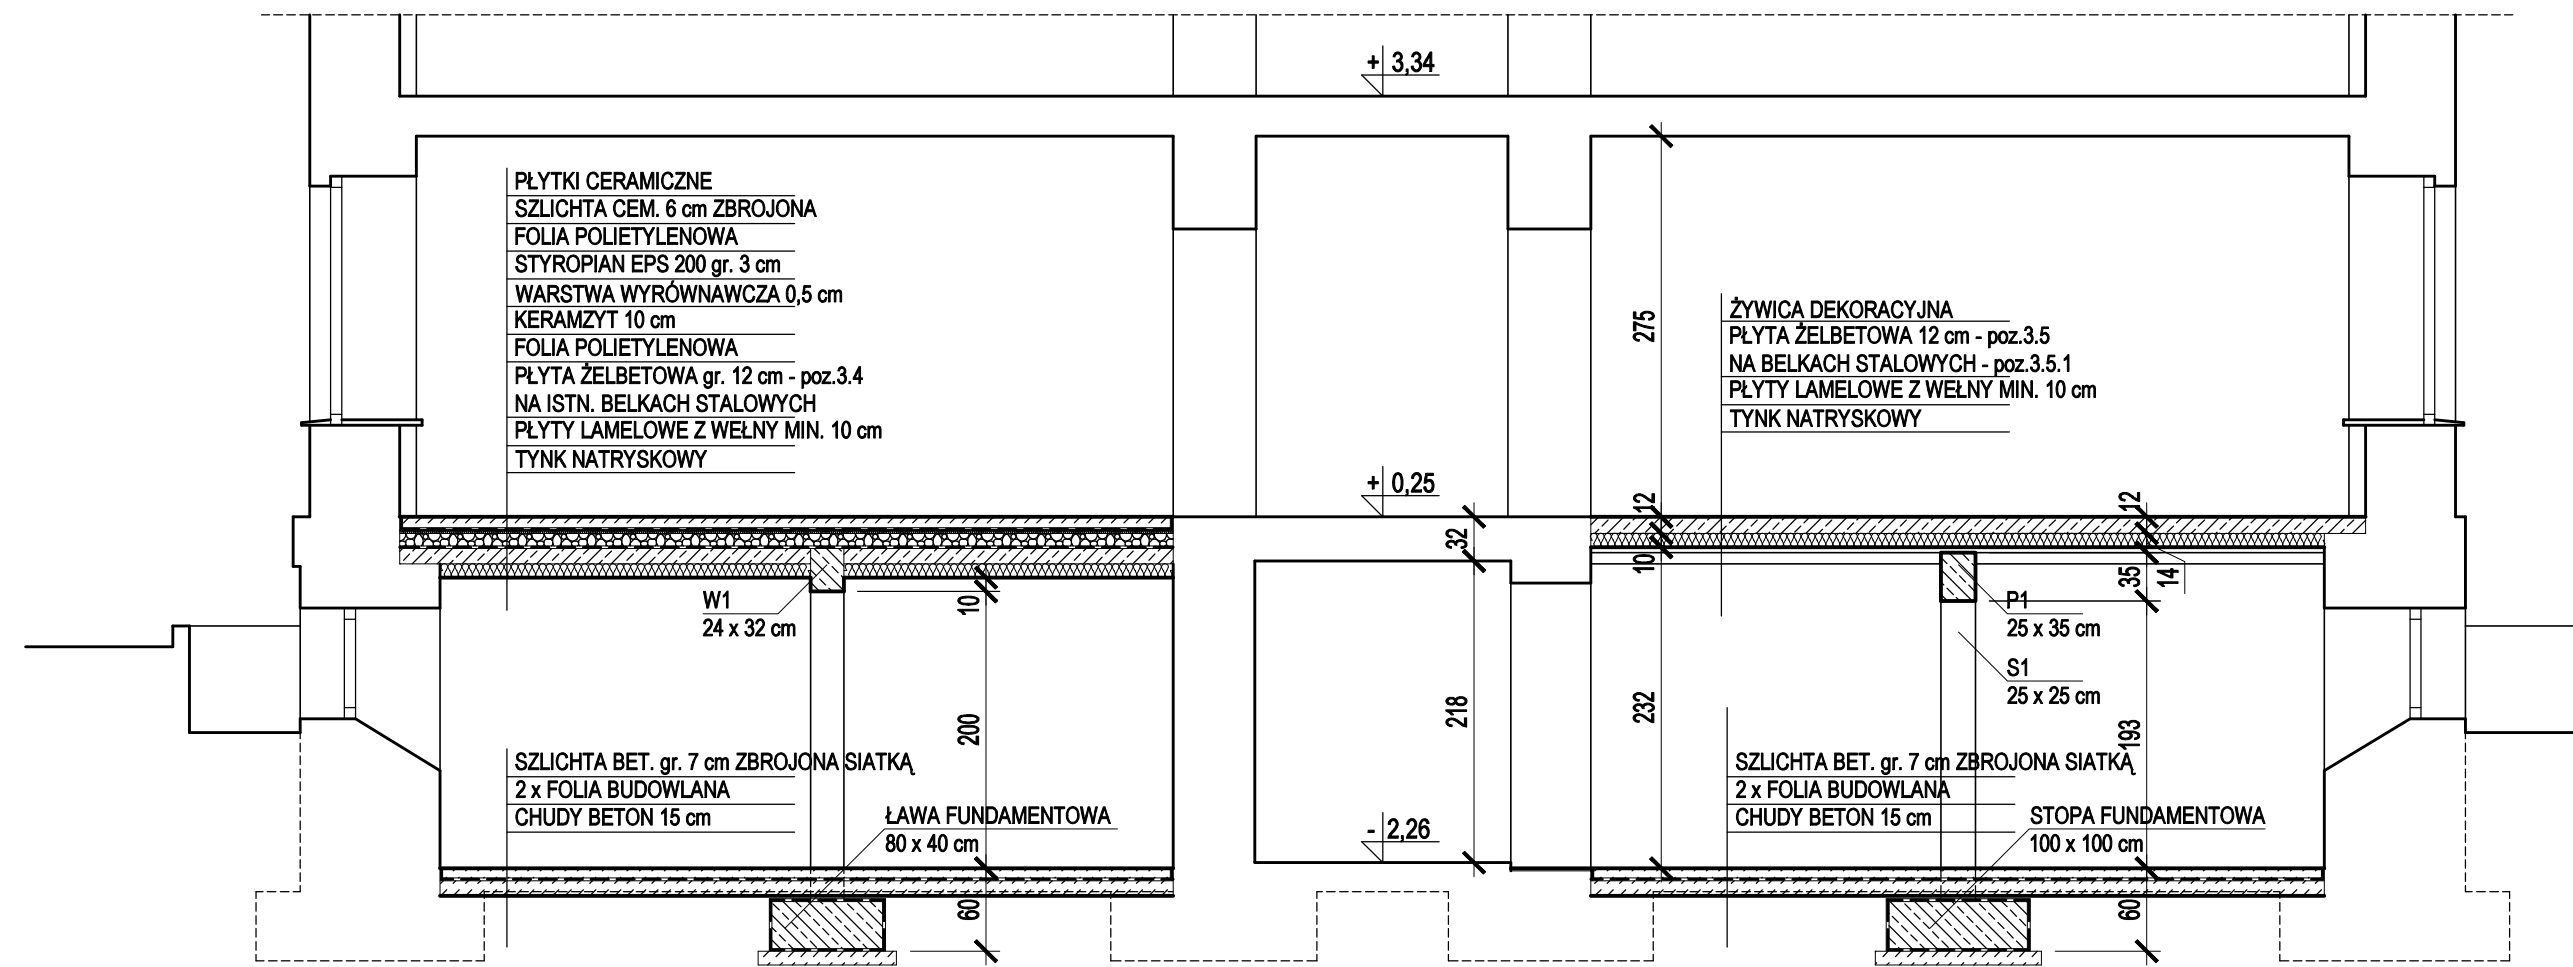 + 3,34
PŁYTKI CERAMICZNE
SZLICHTA CEM. 6 cm ZBROJONA
FOLIA POLIETYLENOWA
STYROPIAN EPS 200 gr. 3 cm
WARSTWA WYRÓWNAWCZA 0,5 cm
KERAMZYT 10 cm
FOLIA POLIETYLENOWA
PŁYTA ŻELBETOWA gr. 12 cm - poz.3.4
NA ISTN. BELKACH STALOWYCH
PŁYTY LAMELOWE Z WEŁNY MIN. 10 cm
TYNK NATRYSKOWY
275
ŻYWICA DEKORACYJNA
PŁYTA ŻELBETOWA 12 cm - poz.3.5
NA BELKACH STALOWYCH - poz.3.5.1
PŁYTY LAMELOWE Z WEŁNY MIN. 10 cm
TYNK NATRYSKOWY
+ 0,25
12
12
32
10
35
14
W1
24 x 32 cm
10
P1
25 x 35 cm
S1
25 x 25 cm
200
218
232
193
SZLICHTA BET. gr. 7 cm ZBROJONA SIATKĄ
2 x FOLIA BUDOWLANA
CHUDY BETON 15 cm
ŁAWA FUNDAMENTOWA
80 x 40 cm
- 2,26
SZLICHTA BET. gr. 7 cm ZBROJONA SIATKĄ
2 x FOLIA BUDOWLANA
CHUDY BETON 15 cm
STOPA FUNDAMENTOWA
100 x 100 cm
60
60